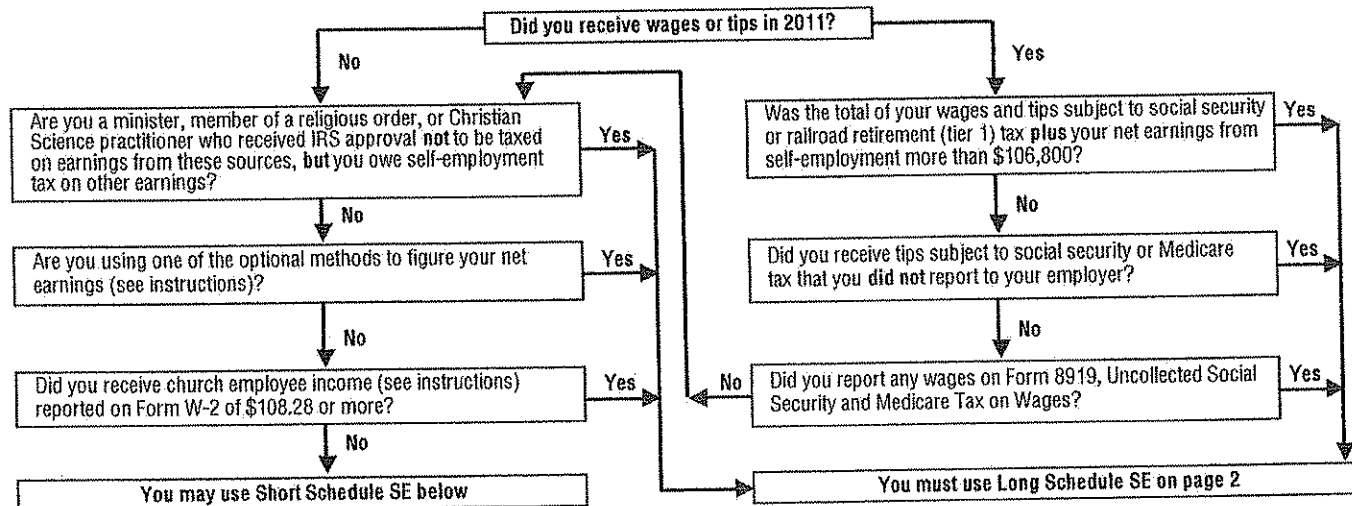 Did you receive wages or tips in 2011?
No
Yes
Are you a minister, member of a religious order, or Christian
Science practitioner who received IRS approval not to be taxed
on earnings from these sources, but you owe self-employment
tax on other earnings?
Yes
Was the total of your wages and tips subject to social security
or railroad retirement (tier 1) tax plus your net earnings from
self-employment more than $106,800?
Yes
No
No
Are you using one of the optional methods to figure your net
earnings (see instructions)?
Yes
Did you receive tips subject to social security or Medicare
tax that you did not report to your employer?
Yes
No
No
Did you receive church employee income (see instructions)
reported on Form W-2 of $108.28 or more?
Yes
No
Did you report any wages on Form 8919, Uncollected Social
Security and Medicare Tax on Wages?
Yes
No
You may use Short Schedule SE below
You must use Long Schedule SE on page 2